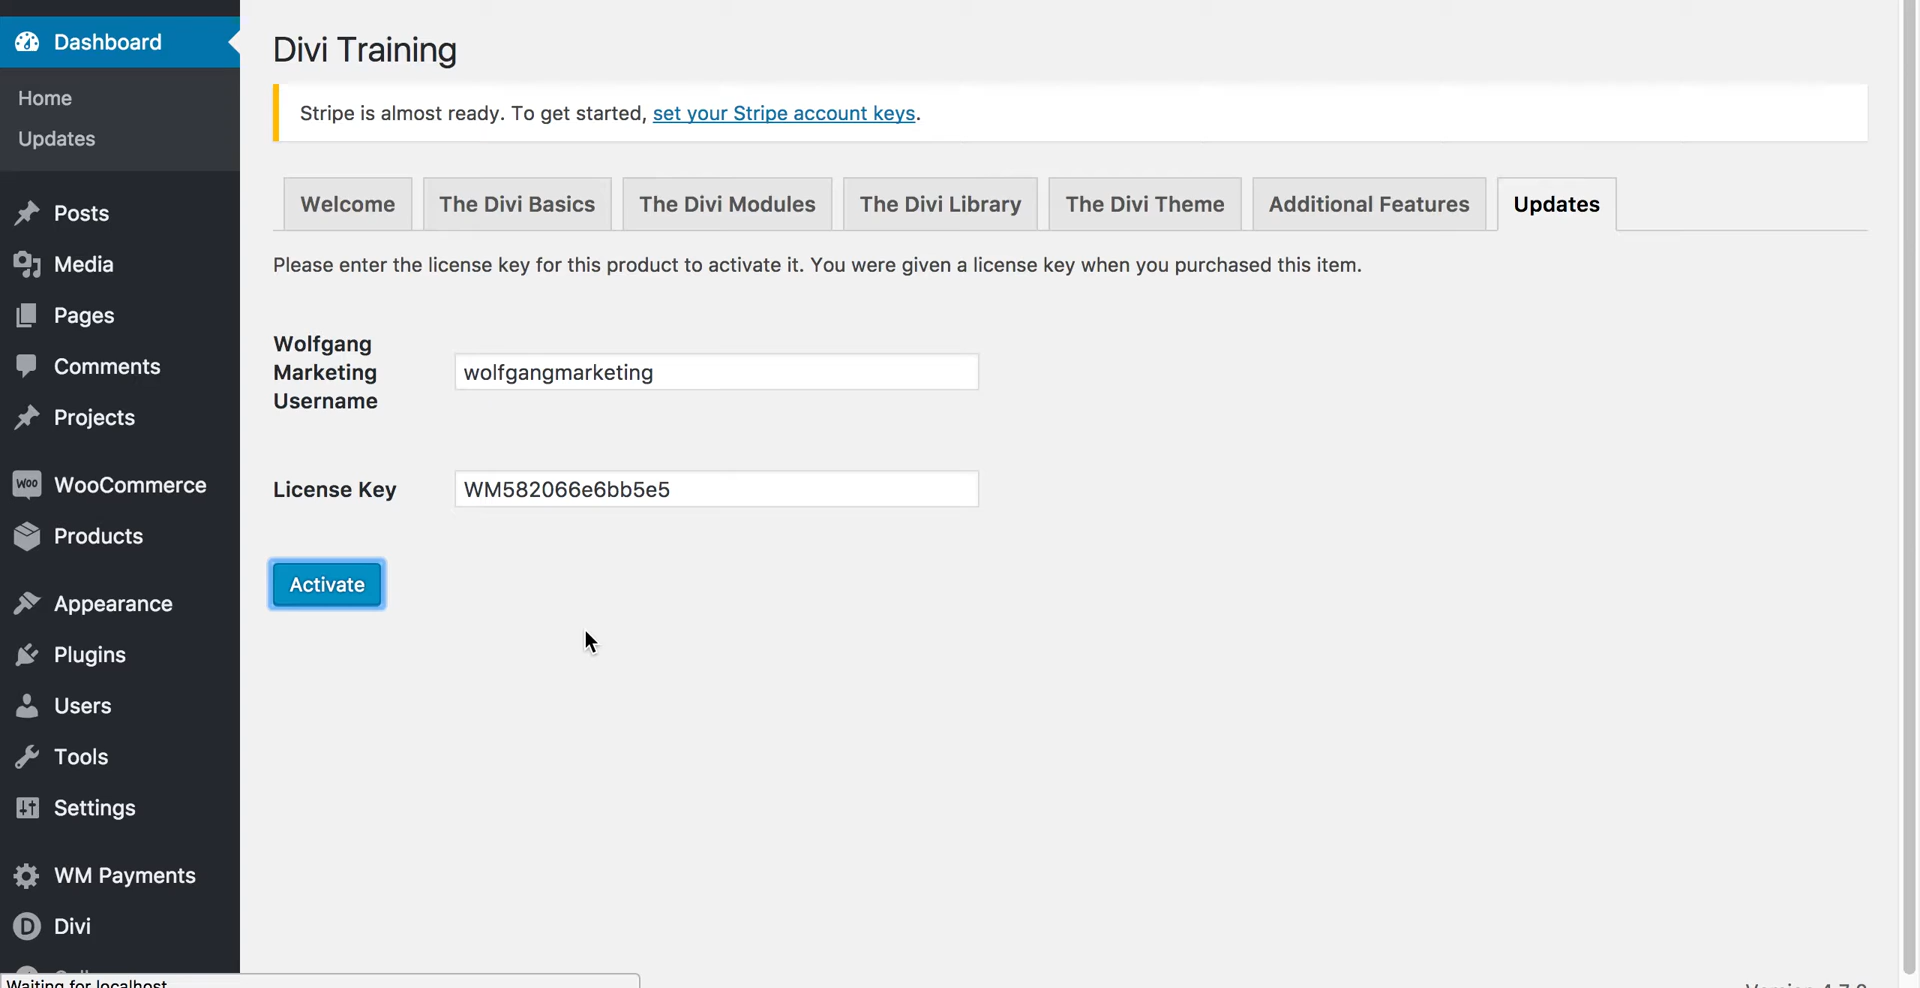 Dashboard
Home
Updates
Posts
Media
Pages
Comments
Projects
WOO WooCommerce
Products
Appearance
Plugins
Users
Tools
Settings
WM Payments
D Divi
Waiting for localhost
Divi Training
Stripe is almost ready. To get started, set your Stripe account keys.
Welcome The Divi Basics The Divi Modules The Divi Library The Divi Theme Additional Features Updates
Please enter the license key for this product to activate it. You were given a license key when you purchased this item.
Wolfgang
Marketing
Username
wolfgangmarketing
License Key WM582066e6bb5e5
Activate